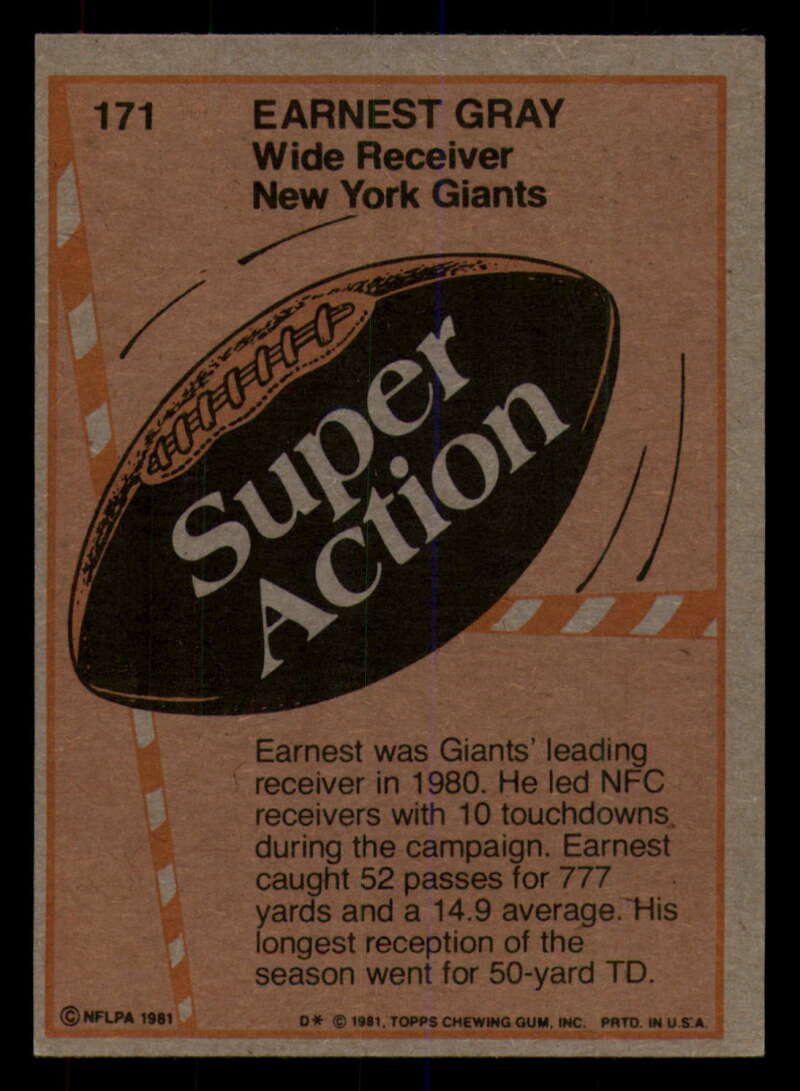 171
EARNEST GRAY
Wide Receiver
New York Giants
Super
Action
Earnest was Giants' leading
receiver in 1980. He led NFC
receivers with 10 touchdowns
during the campaign. Earnest
caught 52 passes for 777
yards and a 14.9 average. His
longest reception of the
season went for 50-yard TD.
© NFLPA 1981
D* © 1981, TOPPS CHEWING GUM, INC. PRTD. IN U.S.A.